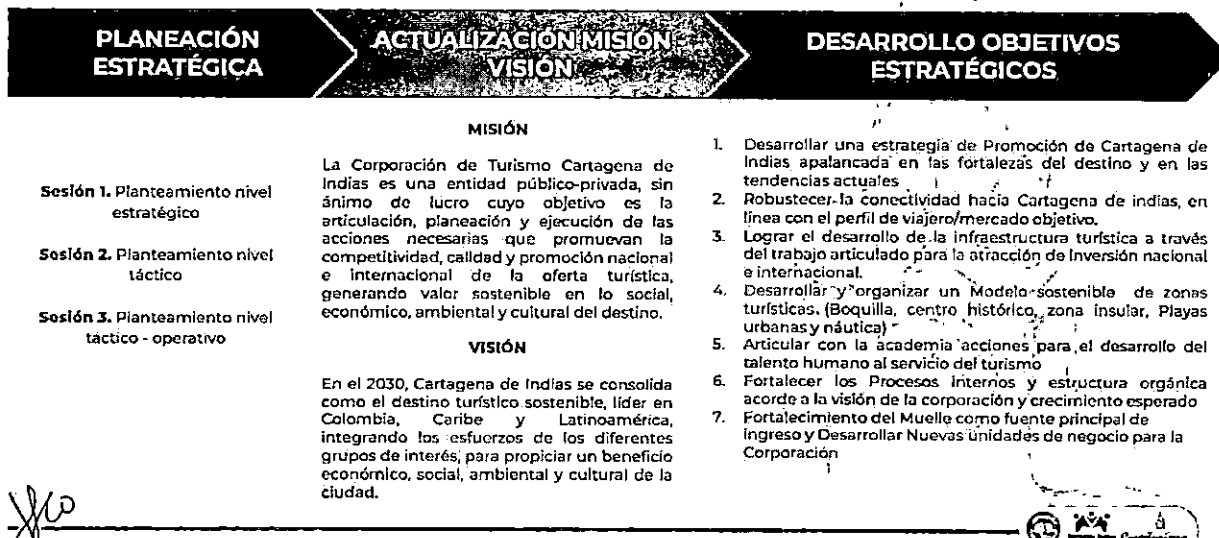 PLANEACIÓN
ESTRATÉGICA
ACTUALIZACIÓN MISIÓN -
VISIÓN
DESARROLLO OBJETIVOS
ESTRATÉGICOS
Sesión 1. Planteamiento nivel
estratégico
Sesión 2. Planteamiento nivel
táctico
Sesión 3. Planteamiento nivel
táctico - operativo
MISIÓN
La Corporación de Turismo Cartagena de
Indias es una entidad público-privada, sin
ánimo de lucro cuyo objetivo es la
articulación, planeación y ejecución de las
acciones necesarias que promuevan la
competitividad, calidad y promoción nacional
e internacional de la oferta turística,
generando valor sostenible en lo social,
económico, ambiental y cultural del destino.
VISIÓN
En el 2030, Cartagena de Indias se consolida
como el destino turístico sostenible, líder en
Colombia, Caribe y Latinoamérica,
integrando los esfuerzos de los diferentes
grupos de interés, para propiciar un beneficio
económico, social, ambiental y cultural de la
ciudad.
1. Desarrollar una estrategia de Promoción de Cartagena de
Indias apalancada en las fortalezas del destino y en las
tendencias actuales
2. Robustecer la conectividad hacia Cartagena de indias, en
línea con el perfil de viajero/mercado objetivo.
3. Lograr el desarrollo de la infraestructura turística a través
del trabajo articulado para la atracción de Inversión nacional
e internacional.
4. Desarrollar y organizar un Modelo sostenible de zonas
turísticas. (Boquilla, centro histórico, zona insular, Playas
urbanas y náutica)
5. Articular con la academia acciones para el desarrollo del
talento humano al servicio del turismo
6. Fortalecer los Procesos internos y estructura orgánica
acorde a la visión de la corporación y crecimiento esperado
7. Fortalecimiento del Muelle como fuente principal de
Ingreso y Desarrollar Nuevas unidades de negocio para la
Corporación